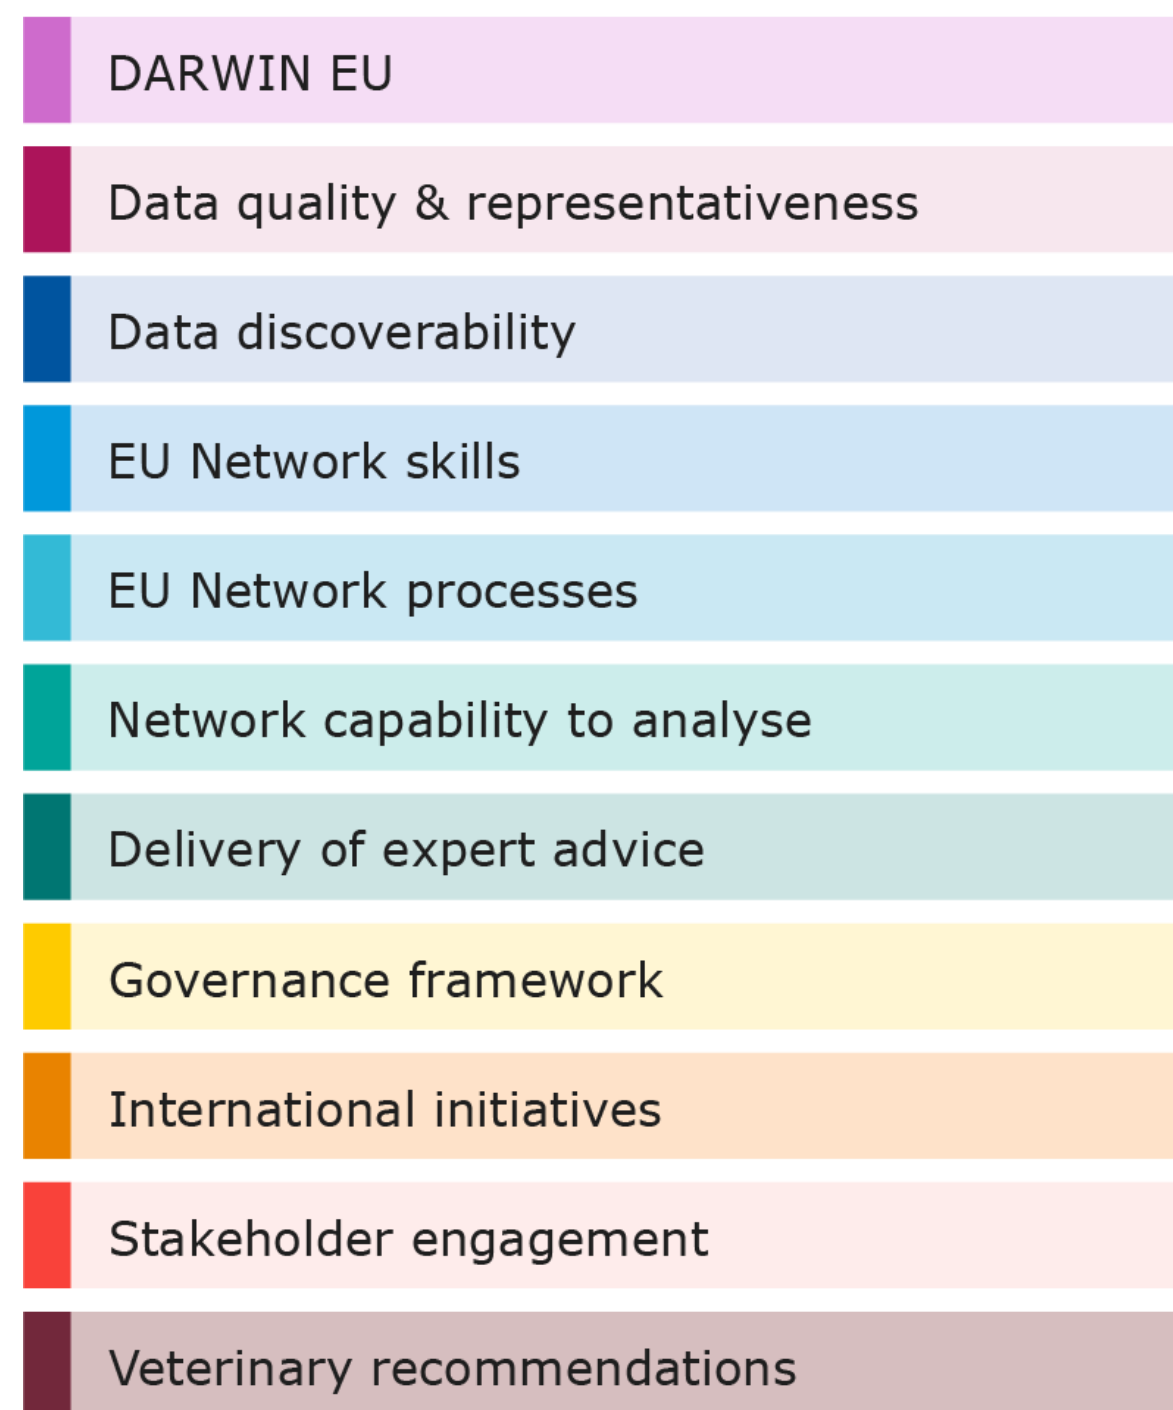 DARWIN EU
Data quality & representativeness
Data discoverability
EU Network skills
EU Network processes
Network capability to analyse
Delivery of expert advice
Governance framework
International initiatives
Stakeholder engagement
Veterinary recommendations